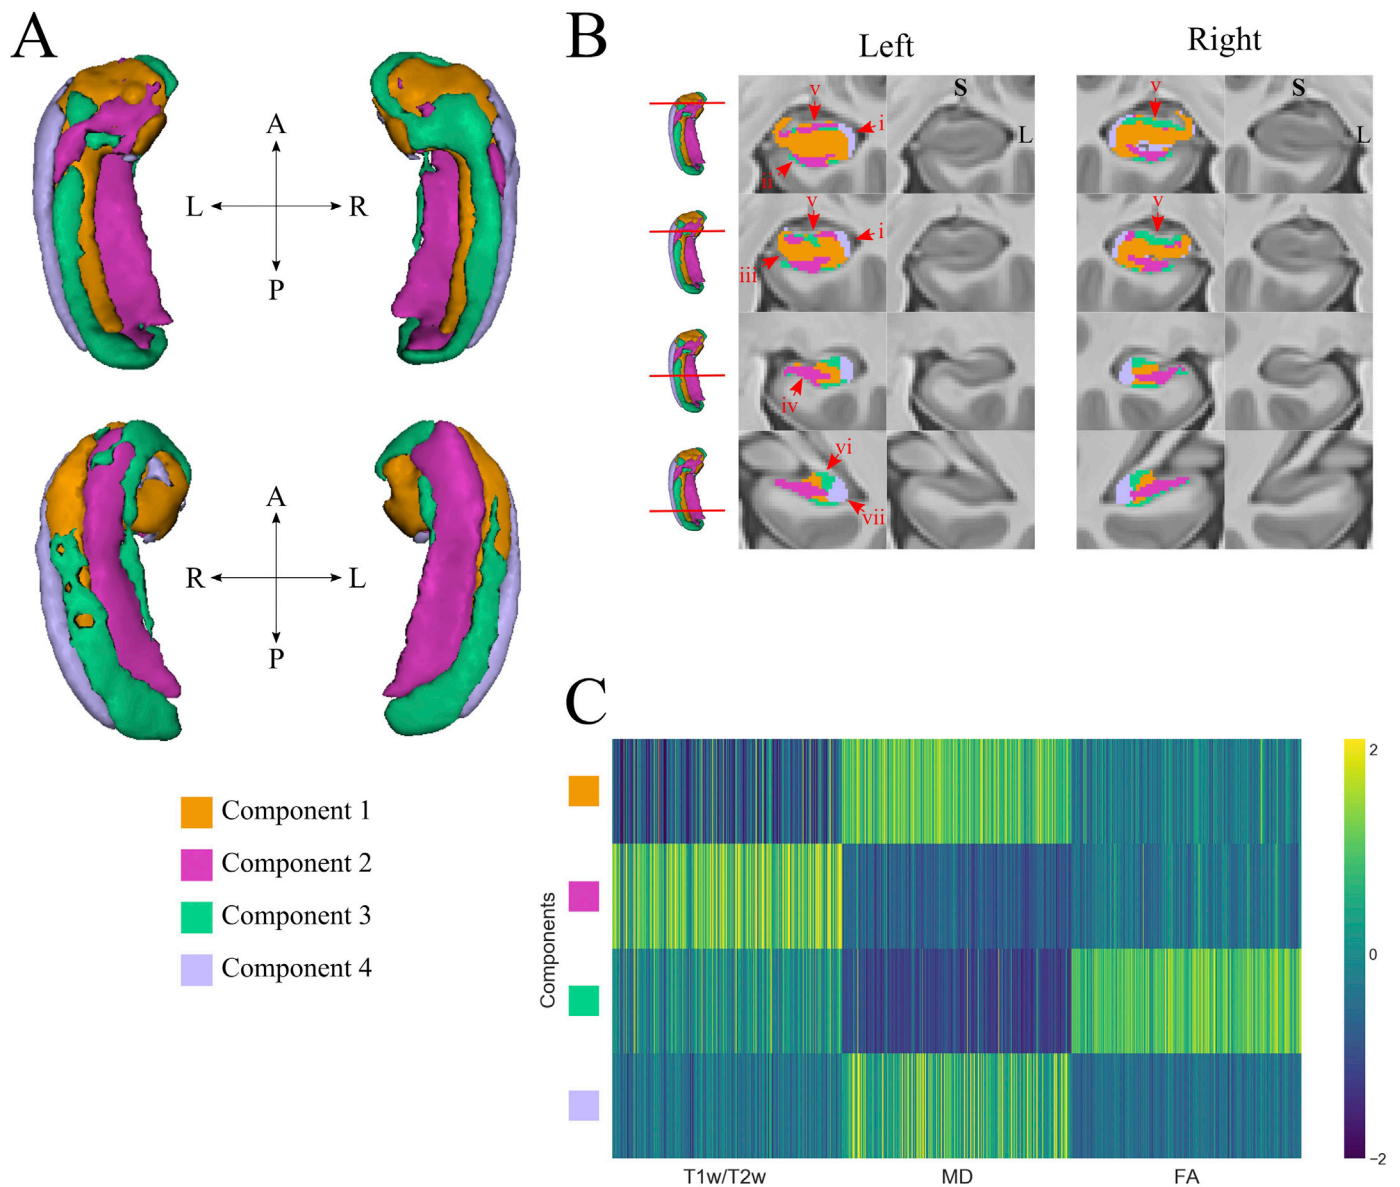 A
A
L
R
P
A
R
L
P
Component 1
Component 2
Component 3
Component 4
B
Left
Right
v
S
i
L
ii
v
S
L
v
i
iii
v
iv
vi
vii
C
Components
2
0
−2
T1w/T2w
MD
FA